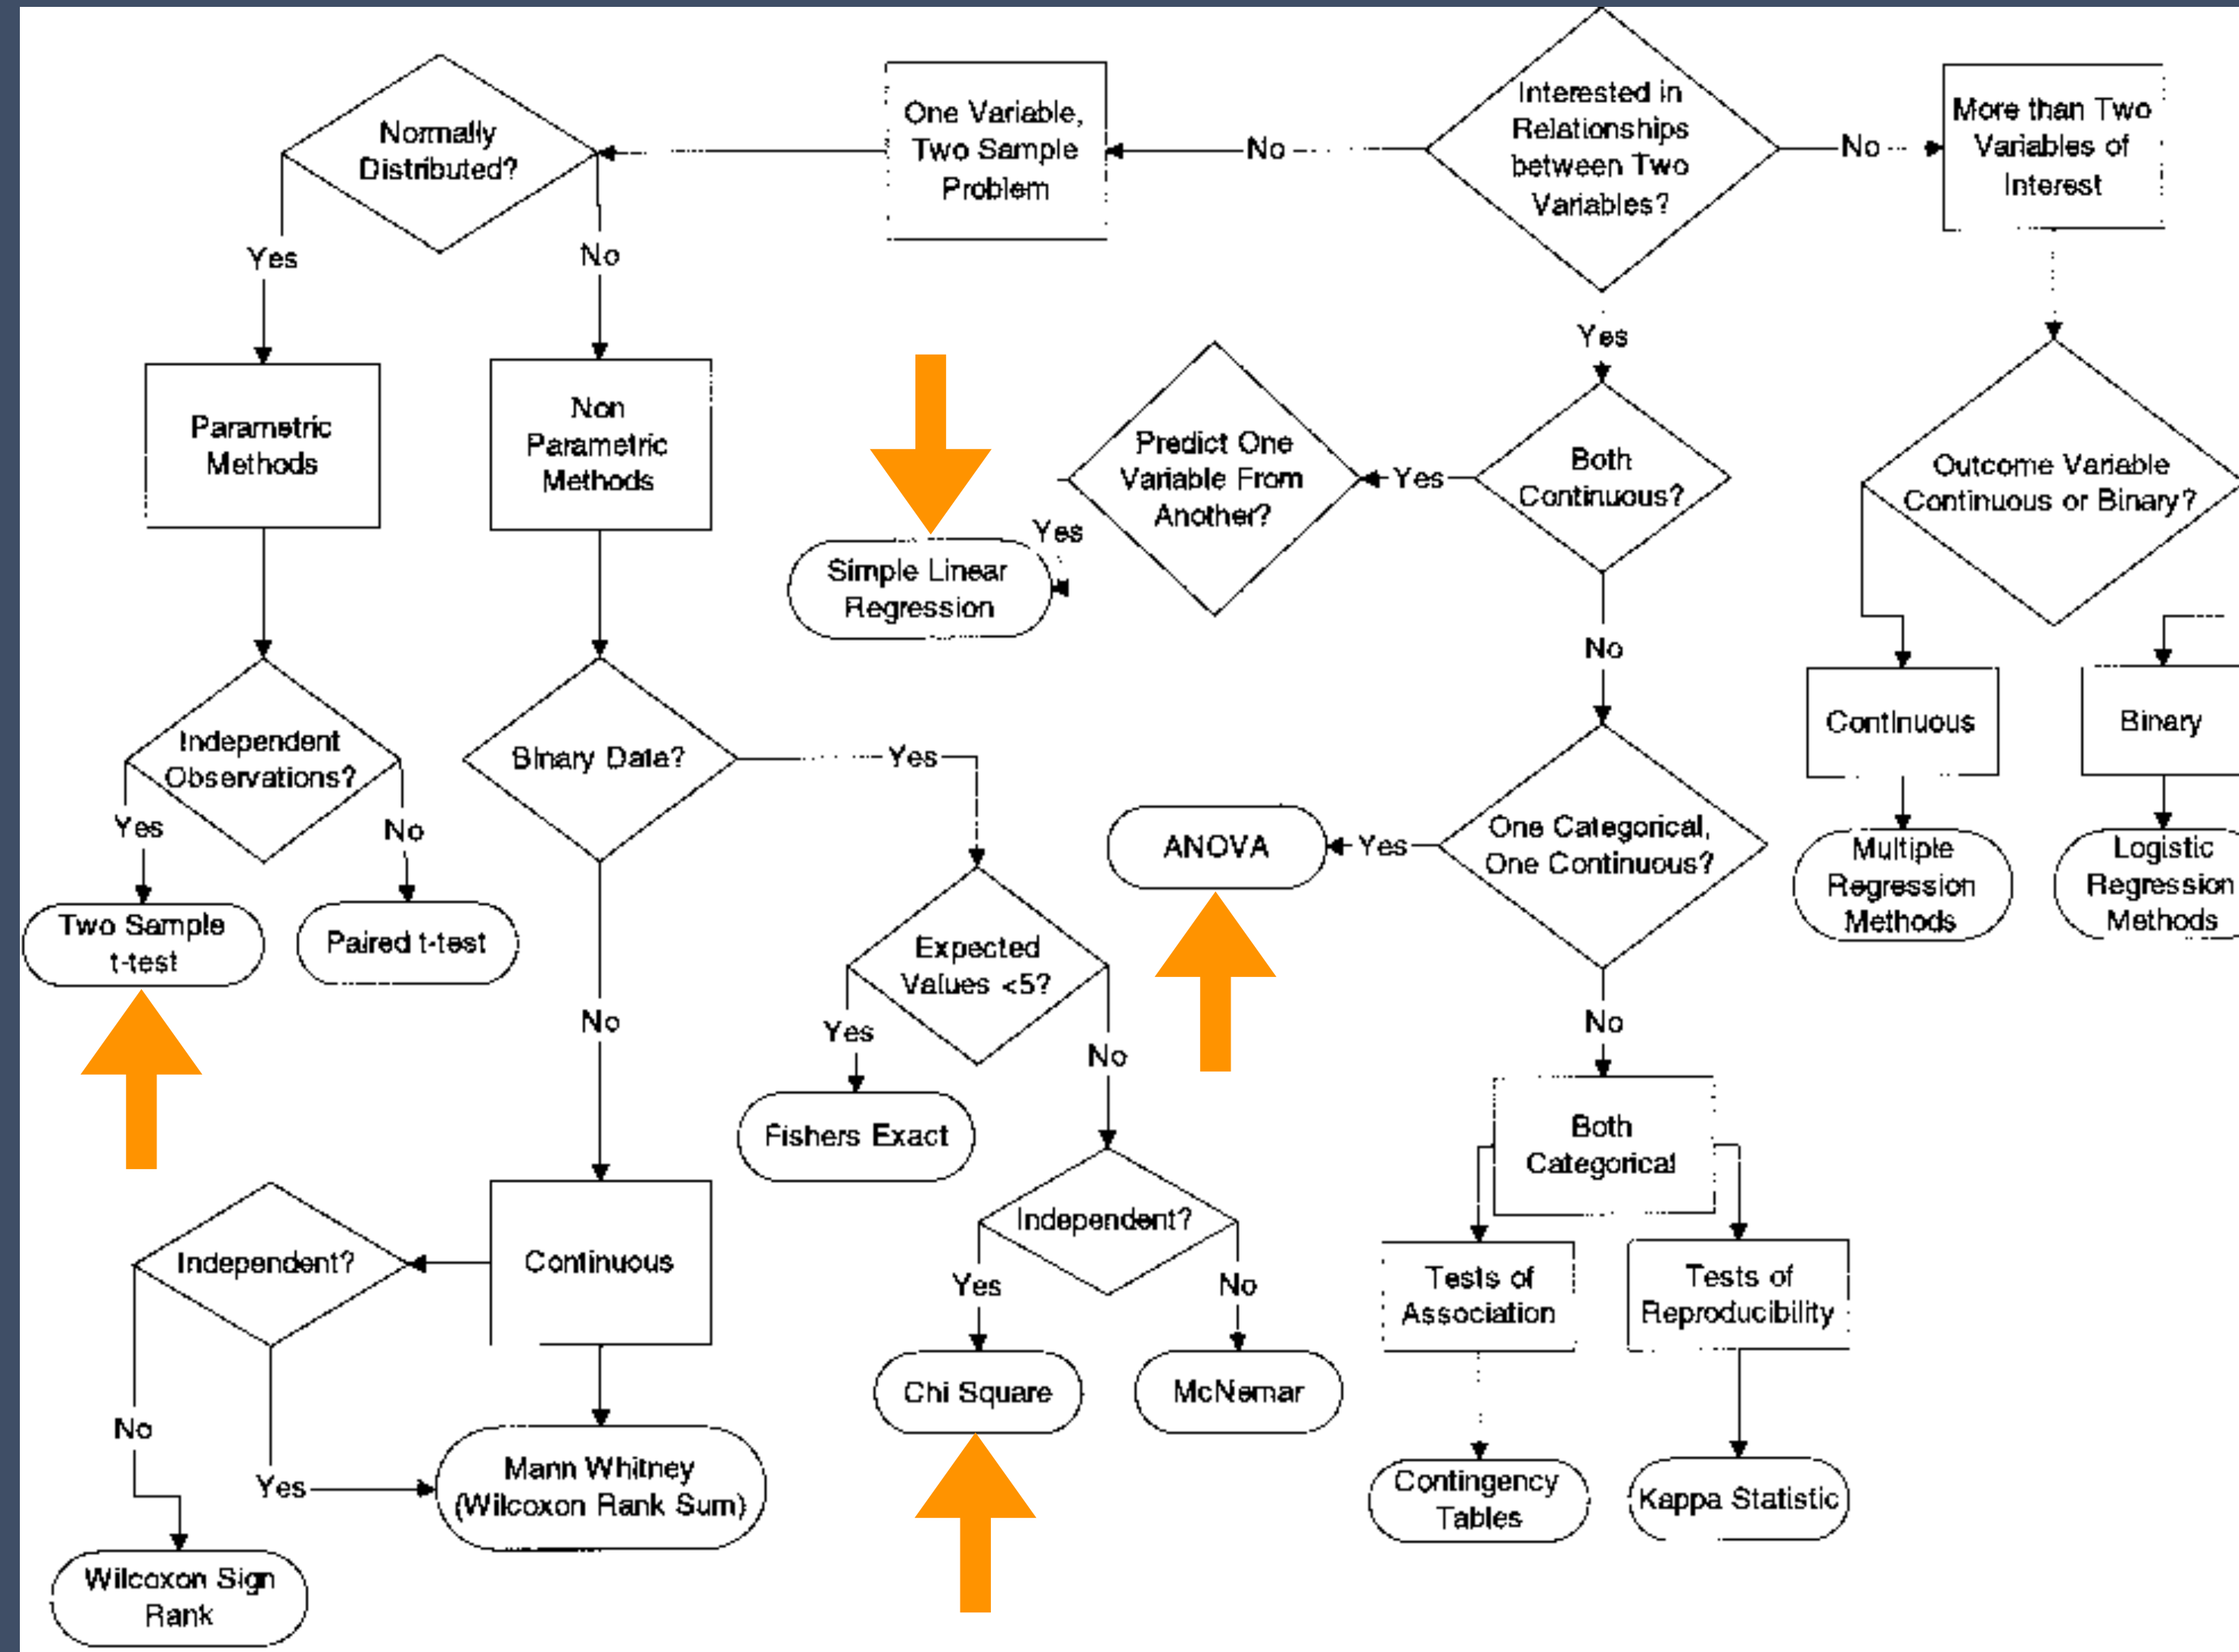 Normally
Distributed?
One Variable,
Two Sample
Problem
No
Interested in
Relationships
between Two
Variables?
No
More than Two
Variables of
Interest
Yes
No
Yes
Parametric
Methods
Non
Parametric
Methods
Predict One
Variable From
Another?
Yes
Both
Continuous?
Outcome Variable
Continuous or Binary?
Yes
Simple Linear
Regression
No
Independent
Observations?
Binary Data?
Yes
Continuous
Binary
Yes
No
ANOVA
Yes
One Categorical,
One Continuous?
Multiple
Regression
Methods
Logistic
Regression
Methods
Two Sample
t-test
Paired t-test
Expected
Values <5?
No
Yes
No
No
Fishers Exact
Both
Categorical
Independent?
Continuous
Independent?
Yes
No
Tests of
Association
Tests of
Reproducibility
Chi Square
McNemar
No
Yes
Mann Whitney
(Wilcoxon Rank Sum)
Contingency
Tables
Kappa Statistic
Wilcoxon Sign
Rank